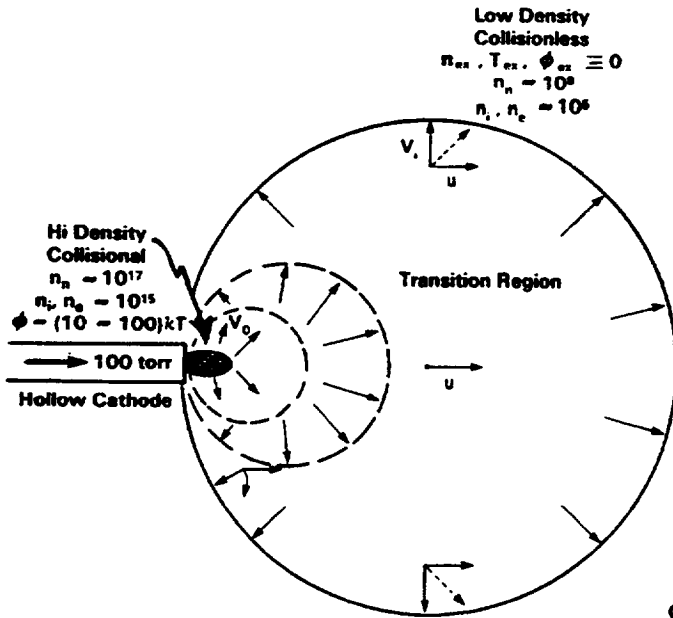 Low Density
Collisionless
n_ex , T_ex , ϕ_ex ≡ 0
n_n ~ 10⁸
n_i , n_e ~ 10⁶
V_i
u
Hi Density
Collisional
n_n ~ 10¹⁷
n_i, n_e ~ 10¹⁵
ϕ ~ (10 – 100)kT
Transition Region
V_o
100 torr
u
Hollow Cathode